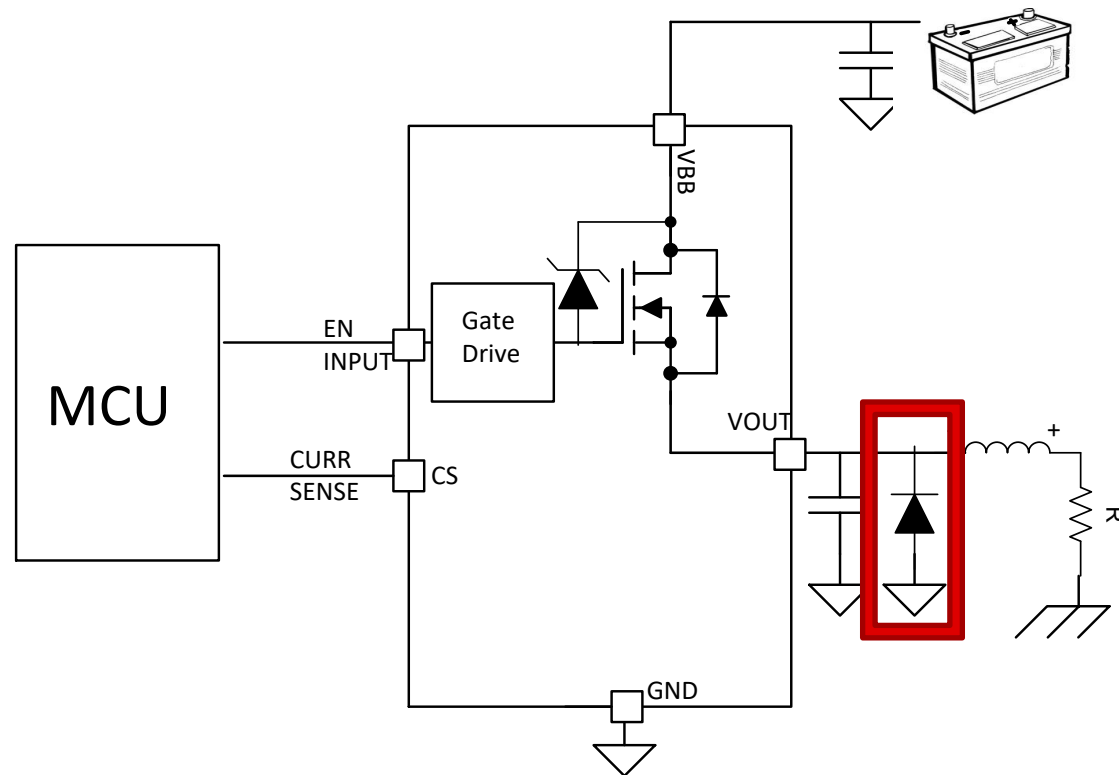 VBB
MCU
EN
INPUT
Gate
Drive
CURR
SENSE
CS
VOUT
+
R
GND